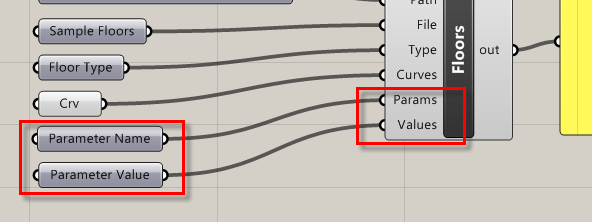 Path
Sample Floors
File
Floor Type
Type
Floors
out
Crv
Curves
Parameter Name
Params
Parameter Value
Values